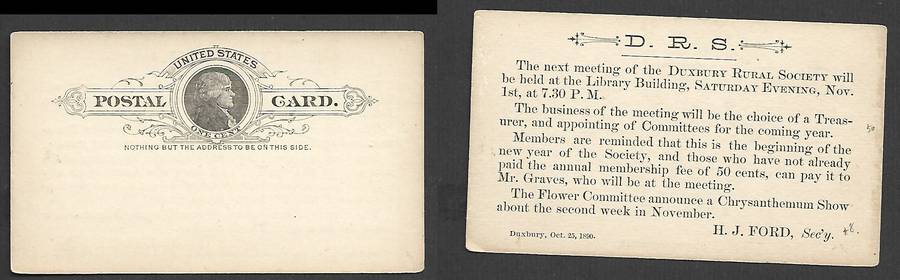 UNITED STATES
POSTAL CARD.
ONE CENT
NOTHING BUT THE ADDRESS TO BE ON THIS SIDE.
D. R. S.
The next meeting of the DUXBURY RURAL SOCIETY will
be held at the Library Building, SATURDAY EVENING, Nov.
1st, at 7.30 P. M.
The business of the meeting will be the choice of a Treas-
urer, and appointing of Committees for the coming year.
Members are reminded that this is the beginning of the
new year of the Society, and those who have not already
paid the annual membership fee of 50 cents, can pay it to
Mr. Graves, who will be at the meeting.
The Flower Committee announce a Chrysanthemum Show
about the second week in November.
H. J. FORD, Sec'y.
Duxbury, Oct. 25, 1890.